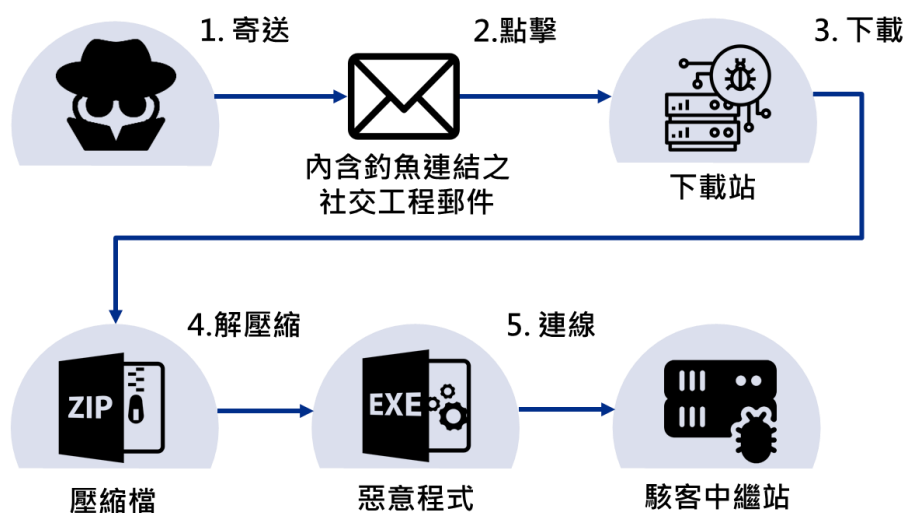 1. 寄送
2.點擊
3. 下載
內含釣魚連結之
社交工程郵件
下載站
4.解壓縮
5. 連線
ZIP
EXE
壓縮檔
惡意程式
駭客中繼站